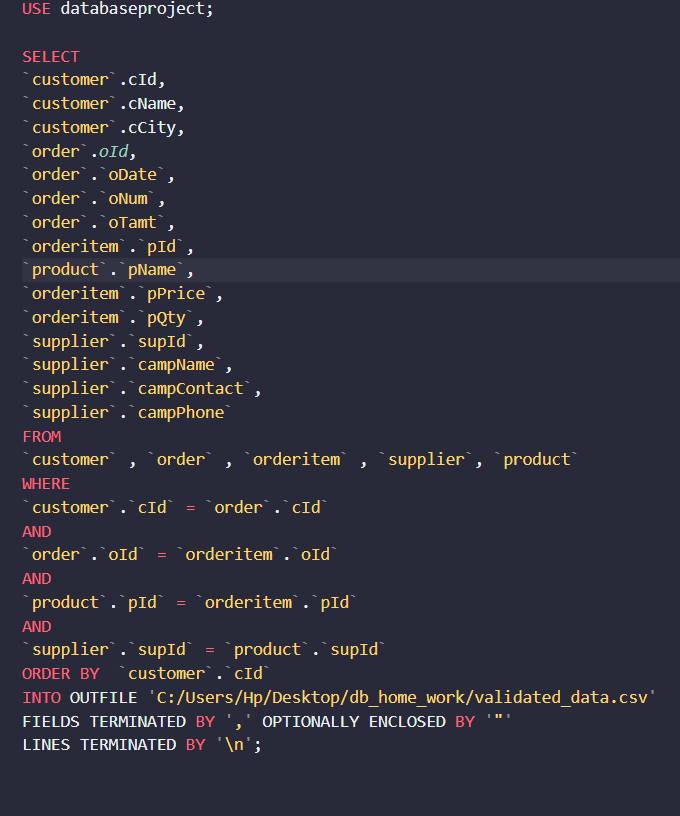 USE databaseproject;
SELECT
`customer`.cId,
`customer`.cName,
`customer`.cCity,
`order`.oId,
`order`.`oDate`,
`order`.`oNum`,
`order`.`oTamt`,
`orderitem`.`pId`,
`product`.`pName`,
`orderitem`.`pPrice`,
`orderitem`.`pQty`,
`supplier`.`supId`,
`supplier`.`campName`,
`supplier`.`campContact`,
`supplier`.`campPhone`
FROM
`customer` , `order` , `orderitem` , `supplier`, `product`
WHERE
`customer`.`cId` = `order`.`cId`
AND
`order`.`oId` = `orderitem`.`oId`
AND
`product`.`pId` = `orderitem`.`pId`
AND
`supplier`.`supId` = `product`.`supId`
ORDER BY  `customer`.`cId`
INTO OUTFILE 'C:/Users/Hp/Desktop/db_home_work/validated_data.csv'
FIELDS TERMINATED BY ',' OPTIONALLY ENCLOSED BY '"'
LINES TERMINATED BY '\n';